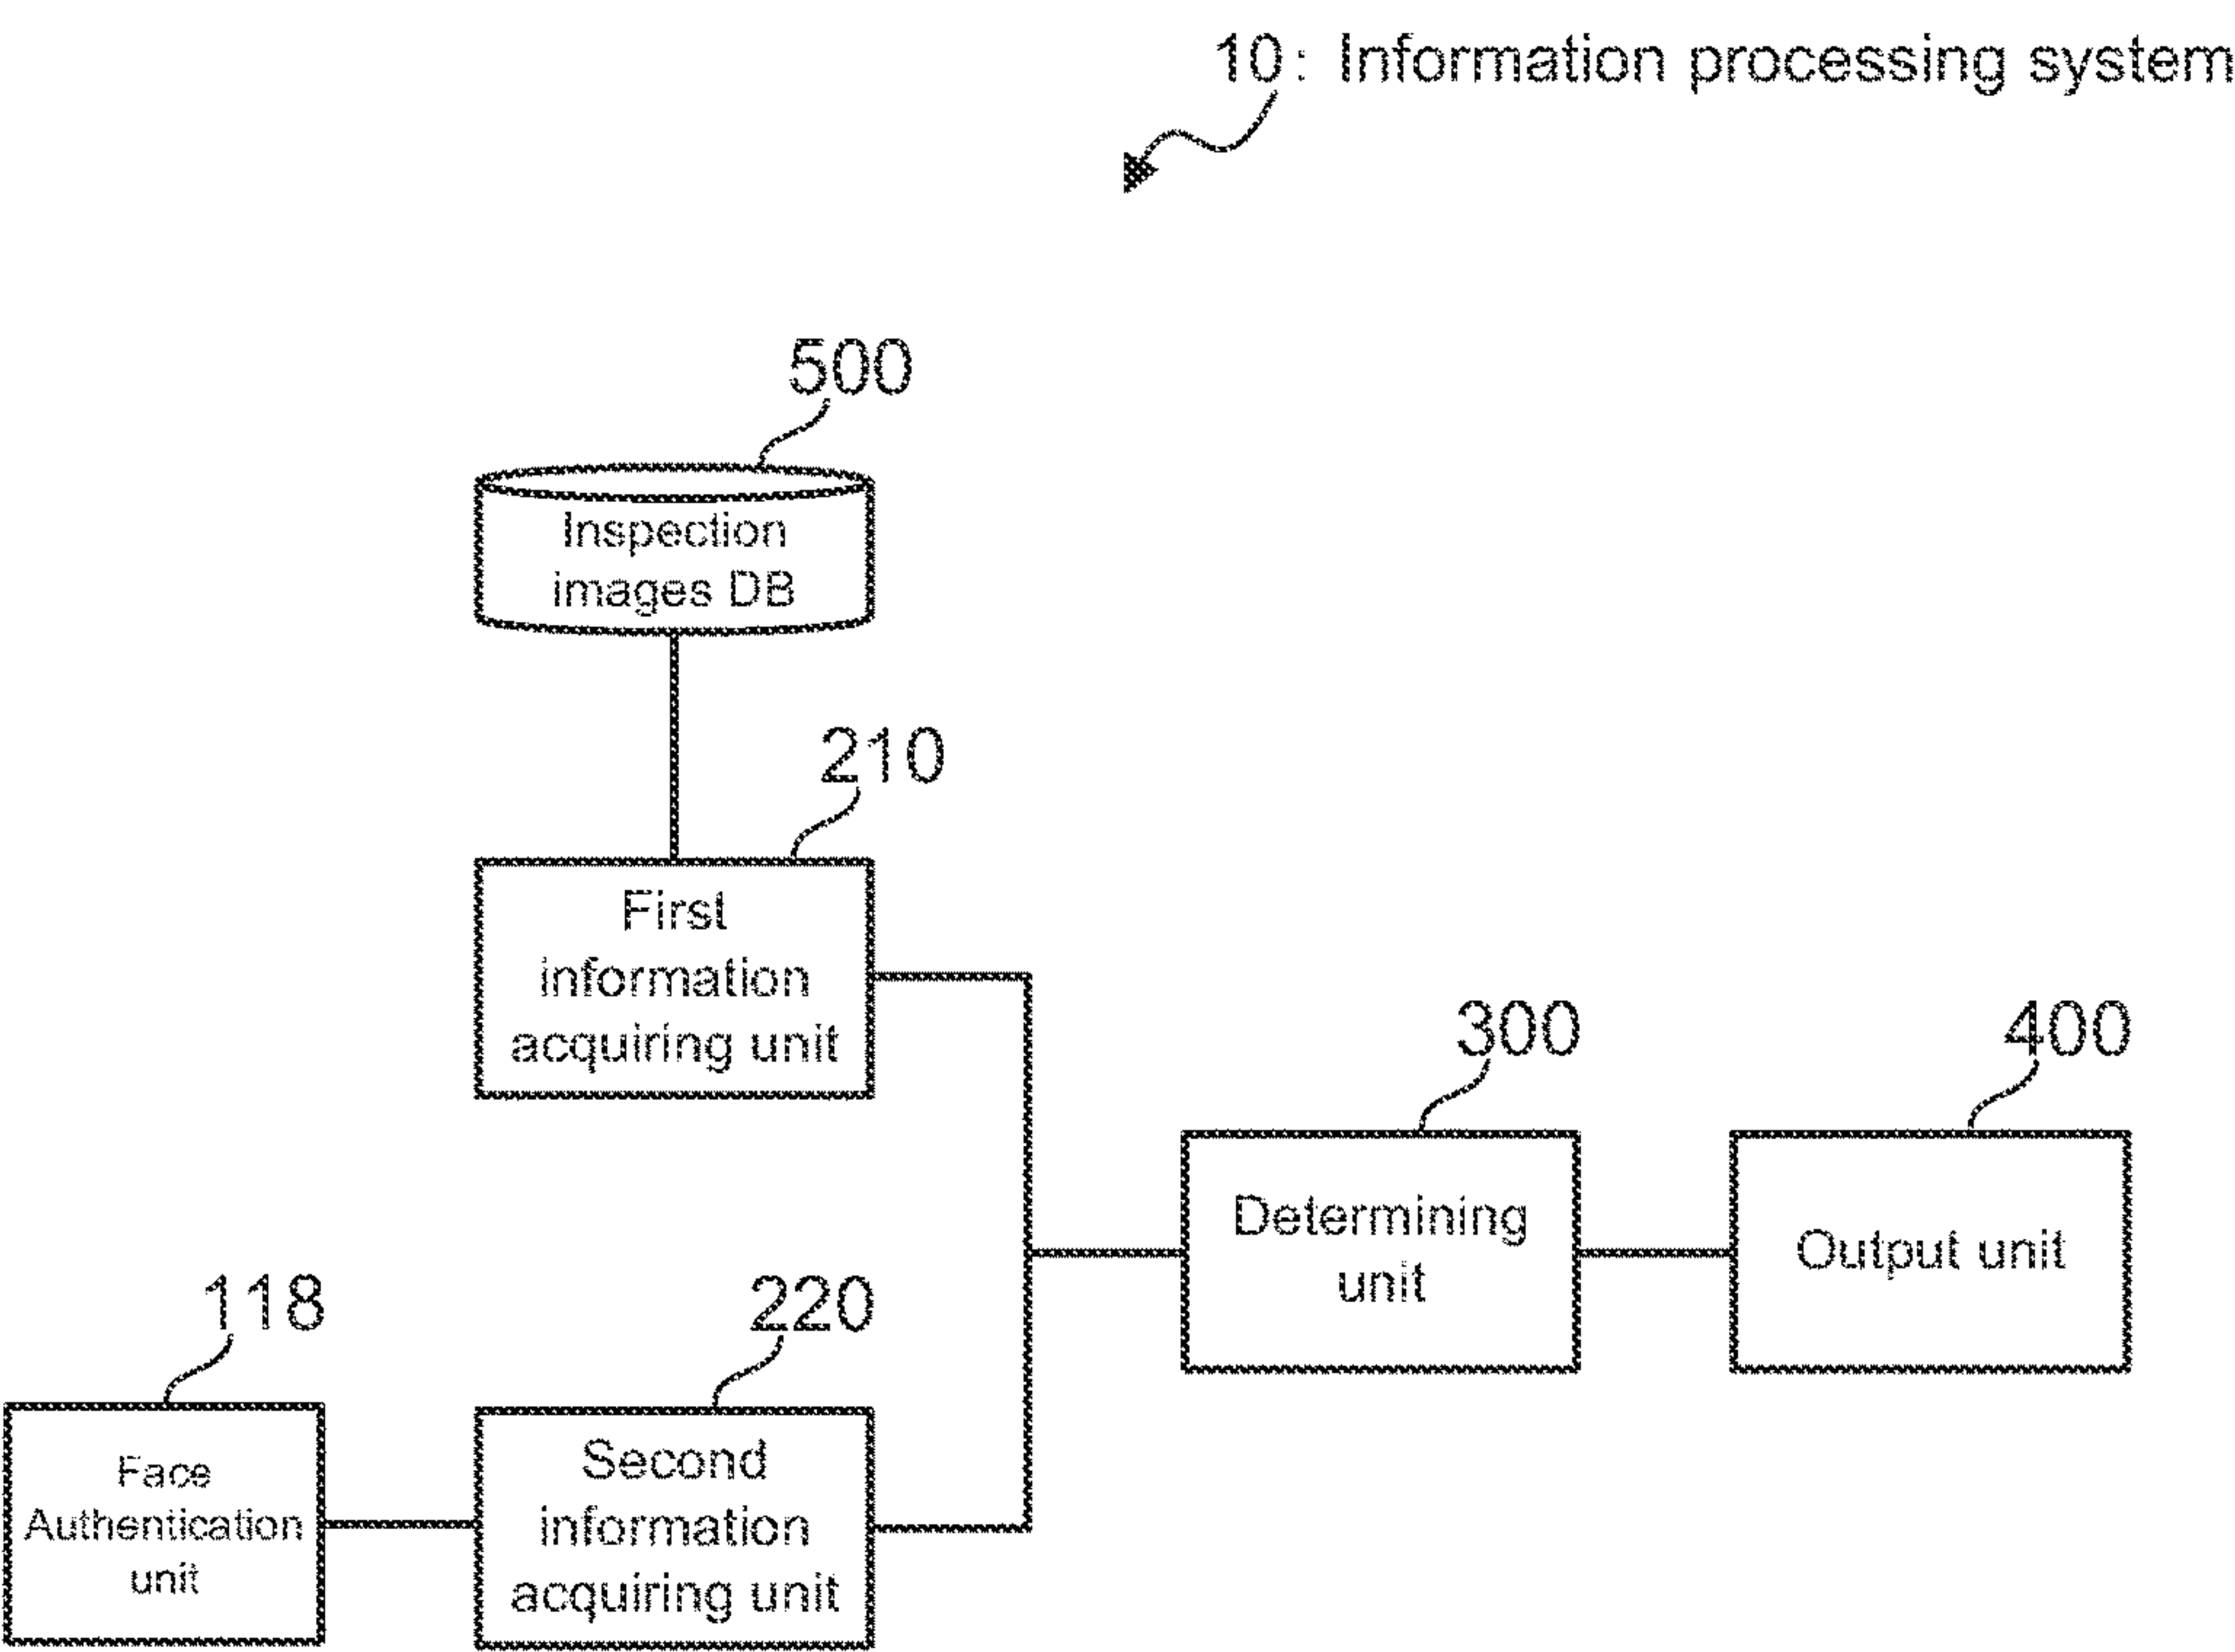 10: Information processing system
500
Inspection
images DB
210
First
information
acquiring unit
300
Determining
unit
400
Output unit
118
Face
Authentication
unit
220
Second
information
acquiring unit